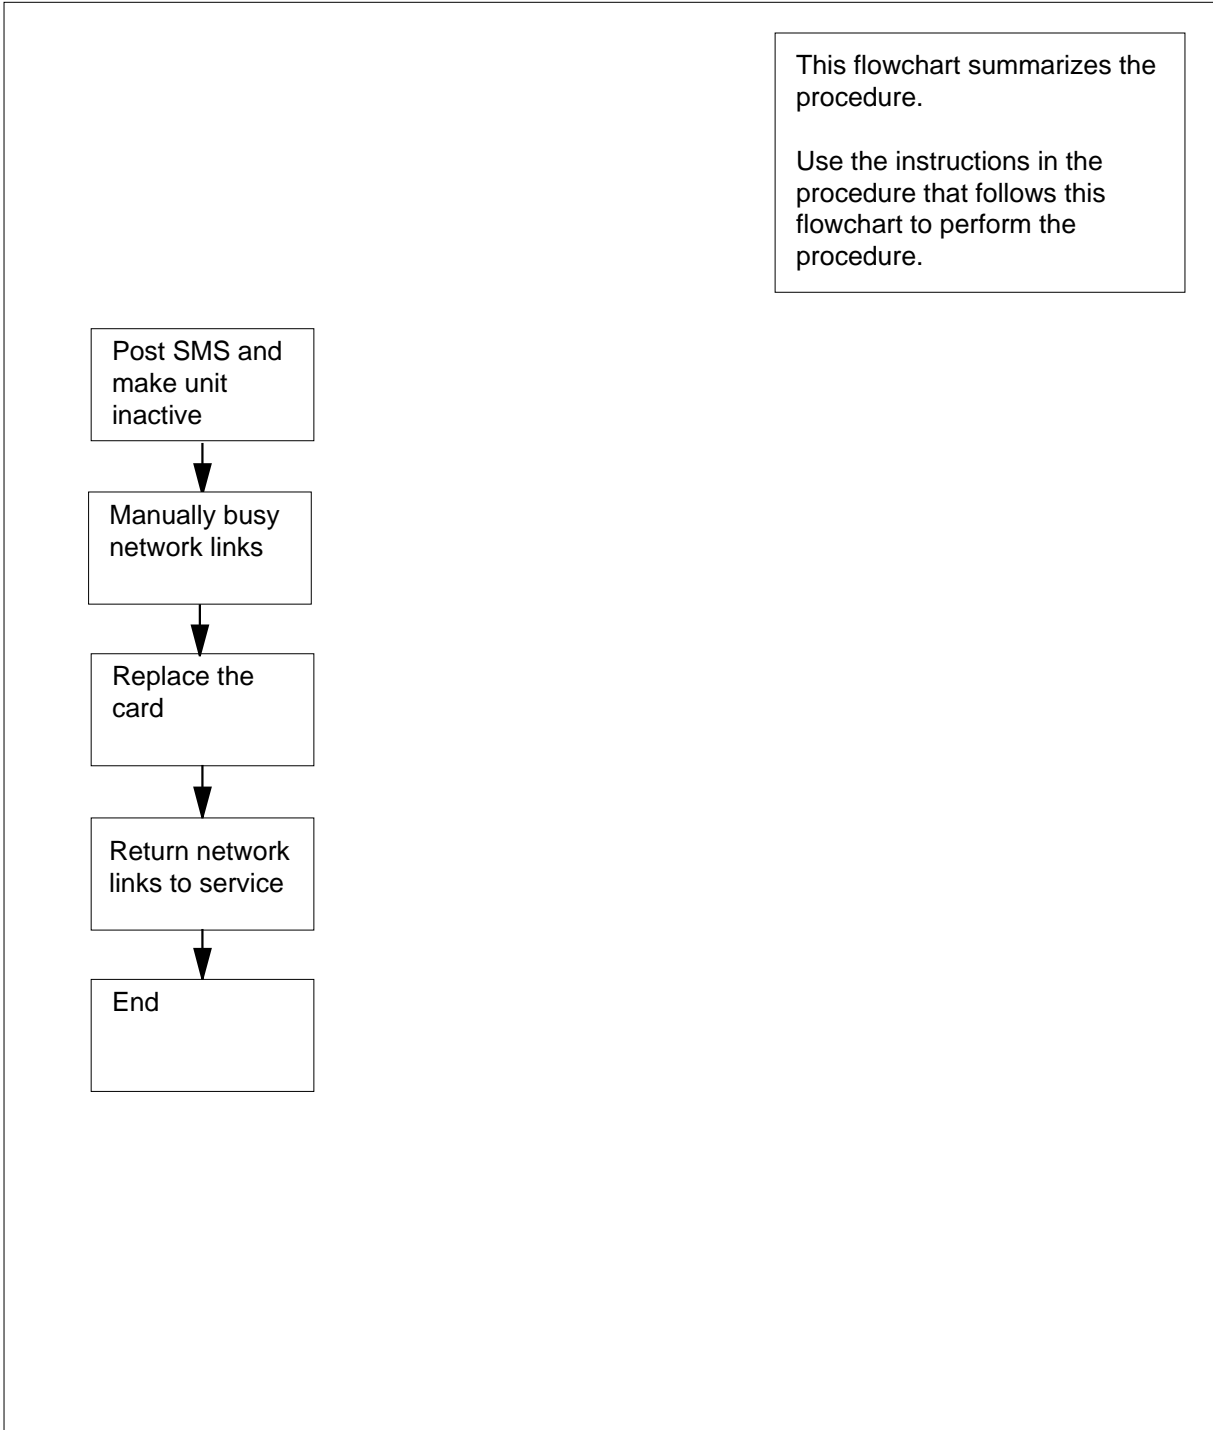 This flowchart summarizes the
procedure.
Use the instructions in the
procedure that follows this
flowchart to perform the
procedure.
Post SMS and
make unit
inactive
Manually busy
network links
Replace the
card
Return network
links to service
End